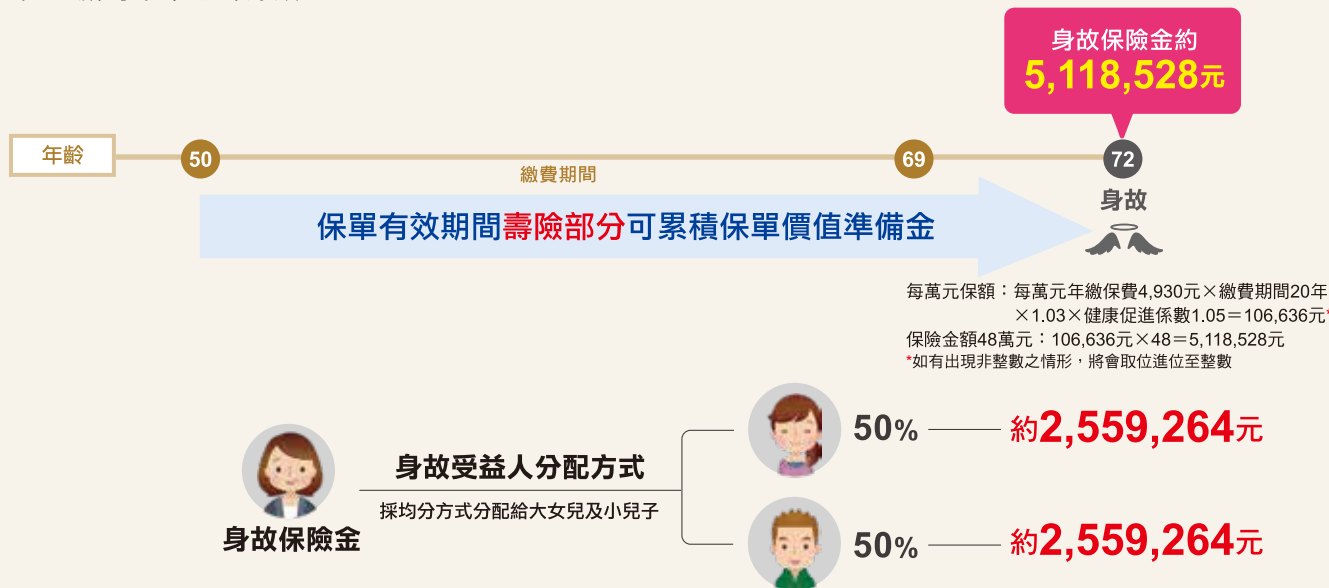 身故保險金約
5,118,528元
年齡
50
69
72
繳費期間
身故
保單有效期間壽險部分可累積保單價值準備金
每萬元保額：每萬元年繳保費4,930元×繳費期間20年
×1.03×健康促進係數1.05＝106,636元*
保險金額48萬元：106,636元×48＝5,118,528元
*如有出現非整數之情形，將會取位進位至整數
50% 約2,559,264元
身故受益人分配方式
採均分方式分配給大女兒及小兒子
身故保險金
50% 約2,559,264元